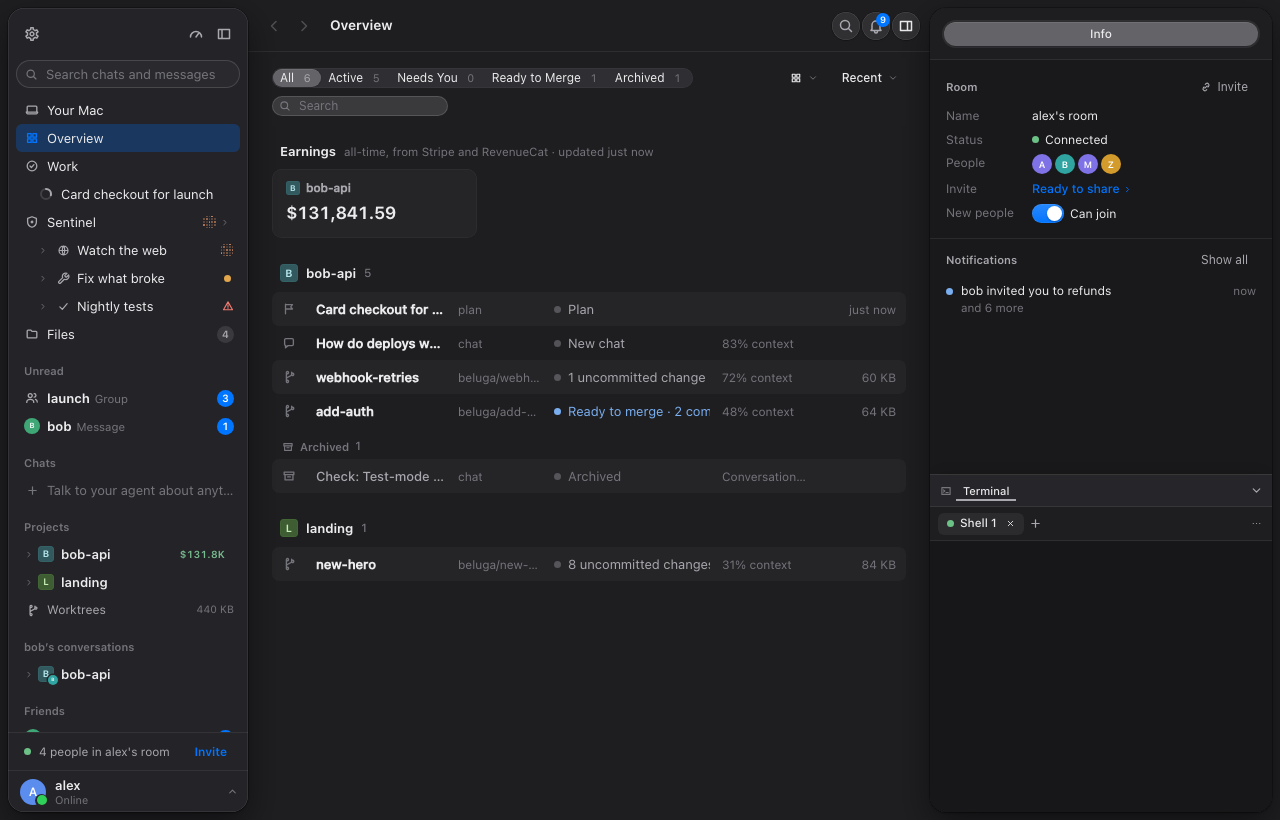 Search chats and messages
Your Mac
Overview
Work
Card checkout for launch
Sentinel
Watch the web
Fix what broke
Nightly tests
Files 4
Unread
launch Group 3
B bob Message 1
Chats
Talk to your agent about anyt...
Projects
B bob-api $131.8K
L landing
Worktrees 440 KB
bob's conversations
B bob-api
Friends
4 people in alex's room Invite
A alex
Online
Overview
9
All 6 Active 5 Needs You 0 Ready to Merge 1 Archived 1
Recent
Search
Earnings all-time, from Stripe and RevenueCat · updated just now
B bob-api
$131,841.59
B bob-api 5
Card checkout for ... plan Plan just now
How do deploys w... chat New chat 83% context
webhook-retries beluga/webh... 1 uncommitted change 72% context 60 KB
add-auth beluga/add-... Ready to merge · 2 com 48% context 64 KB
Archived 1
Check: Test-mode ... chat Archived Conversation...
L landing 1
new-hero beluga/new-... 8 uncommitted changes 31% context 84 KB
Info
Room Invite
Name alex's room
Status Connected
People A B M Z
Invite Ready to share
New people Can join
Notifications Show all
bob invited you to refunds now
and 6 more
Terminal
Shell 1